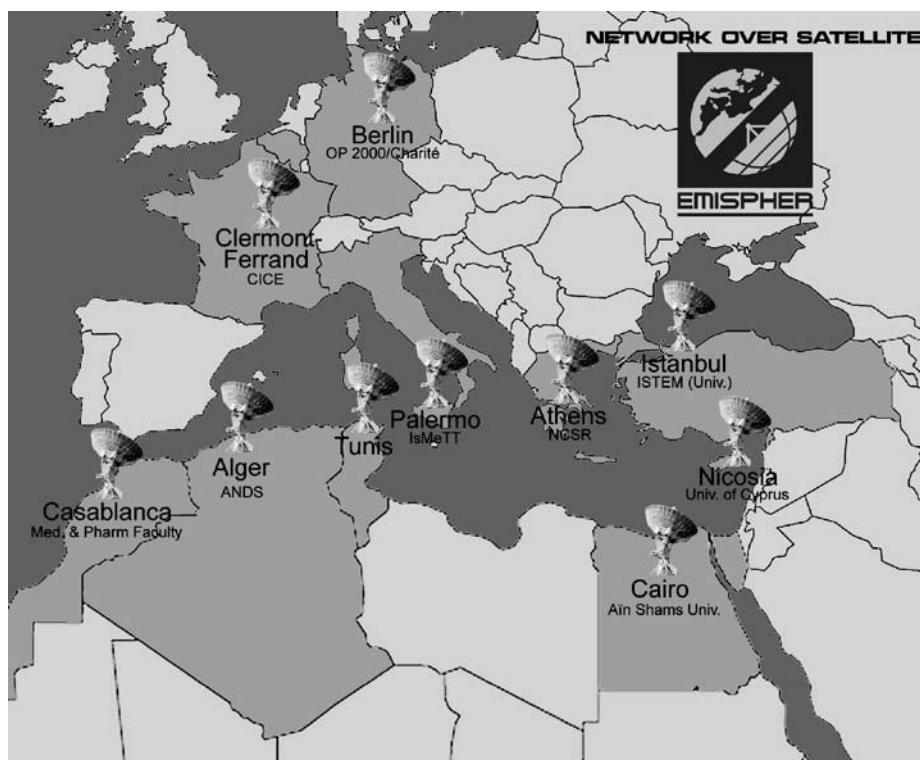 NETWORK OVER SATELLITE
EMISPHER
Berlin
OP 2000/Charité
Clermont
Ferrand
CICE
Istanbul
ISTEM (Univ.)
Palermo
IsMeTT
Athens
NCSR
Tunis
Alger
ANDS
Nicosia
Univ. of Cyprus
Casablanca
Med. & Pharm Faculty
Cairo
Aïn Shams Univ.